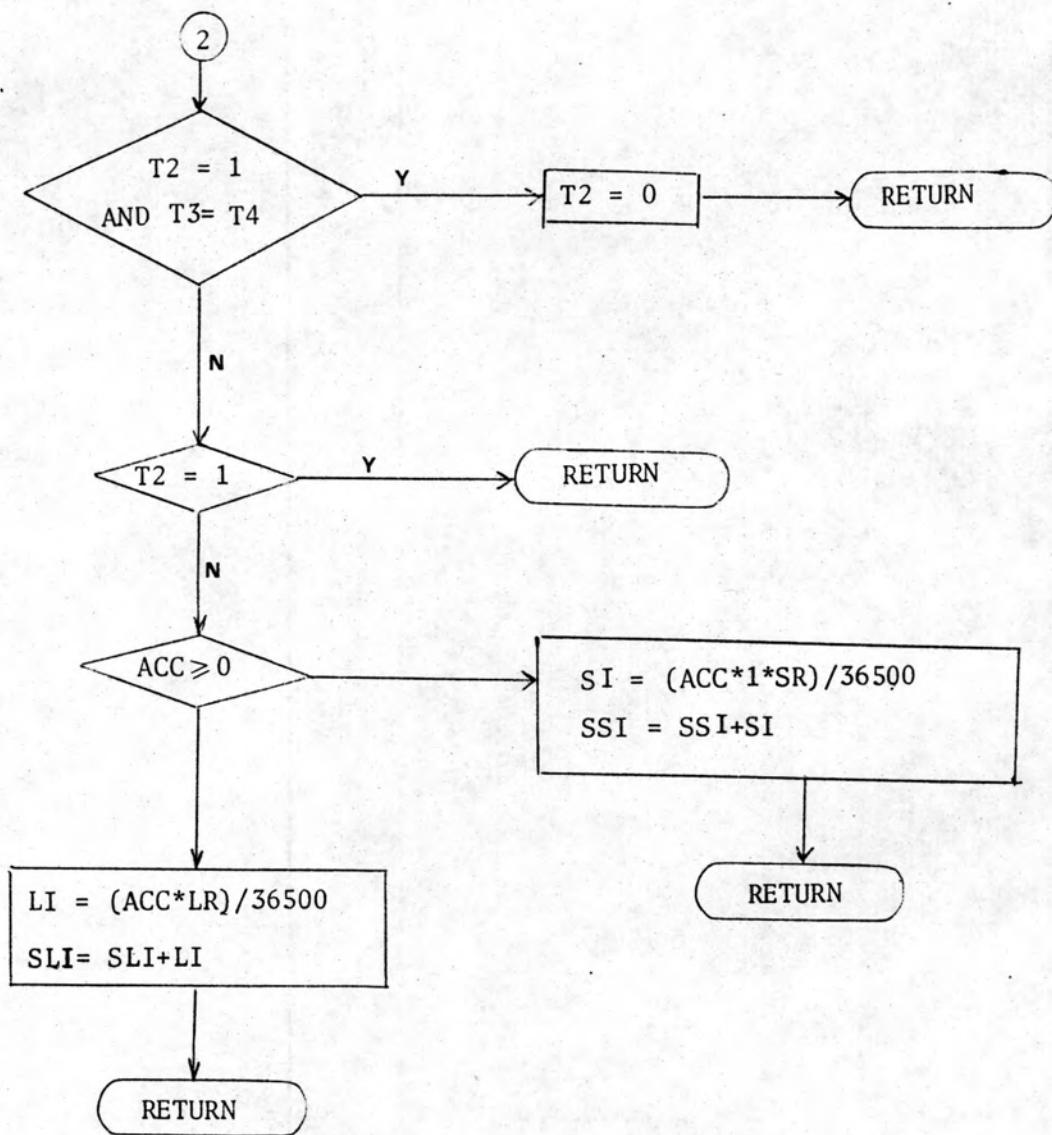 2
T2 = 1
AND T3= T4
Y
T2 = 0
RETURN
N
T2 = 1
Y
RETURN
N
ACC⩾0
SI = (ACC*1*SR)/36500
SSI = SSI+SI
RETURN
LI = (ACC*LR)/36500
SLI= SLI+LI
RETURN